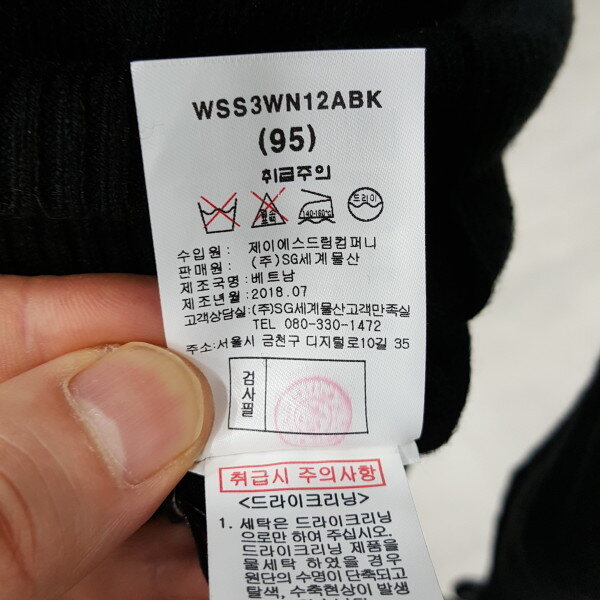 WSS3WN12ABK
(95)
취급주의
염소표백 140~160℃ 드라이
수입원 : 제이에스드림컴퍼니
판매원 : (주)SG세계물산
제조국명 : 베트남
제조년월 : 2018.07
고객상담실:(주)SG세계물산고객만족실
TEL 080-330-1472
주소:서울시 금천구 디지털로10길 35
검사필
취급시 주의사항
<드라이크리닝>
1. 세탁은 드라이크리닝
으로만 하여 주십시오.
드라이크리닝 제품을
물세탁 하였을 경우
원단의 수명이 단축되고
탈색, 수축현상이 발생